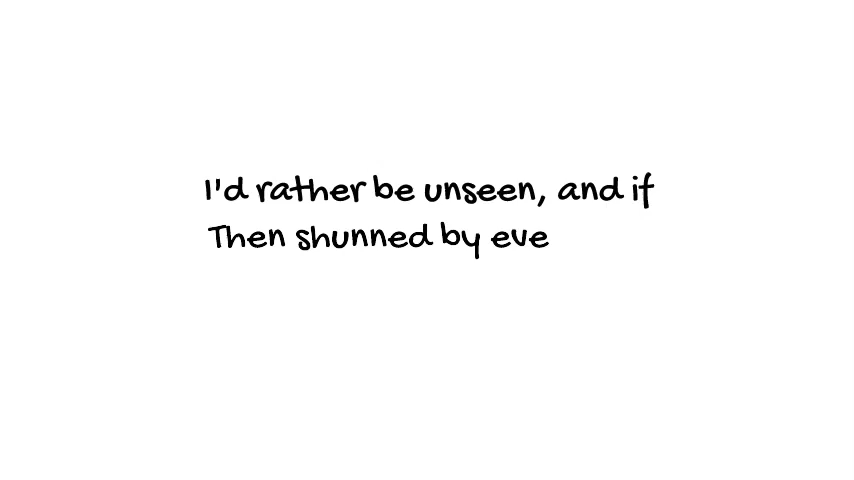 I'd rather be unseen, and if
Then shunned by eve